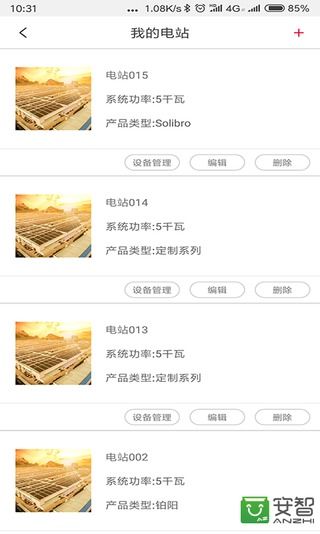 10:31
... 1.08K/s 4G 85%
我的电站 +
电站015
系统功率:5千瓦
产品类型:Solibro
设备管理 编辑 删除
电站014
系统功率:5千瓦
产品类型:定制系列
设备管理 编辑 删除
电站013
系统功率:5千瓦
产品类型:定制系列
设备管理 编辑 删除
电站002
系统功率:5千瓦
产品类型:铂阳
安智
ANZHI